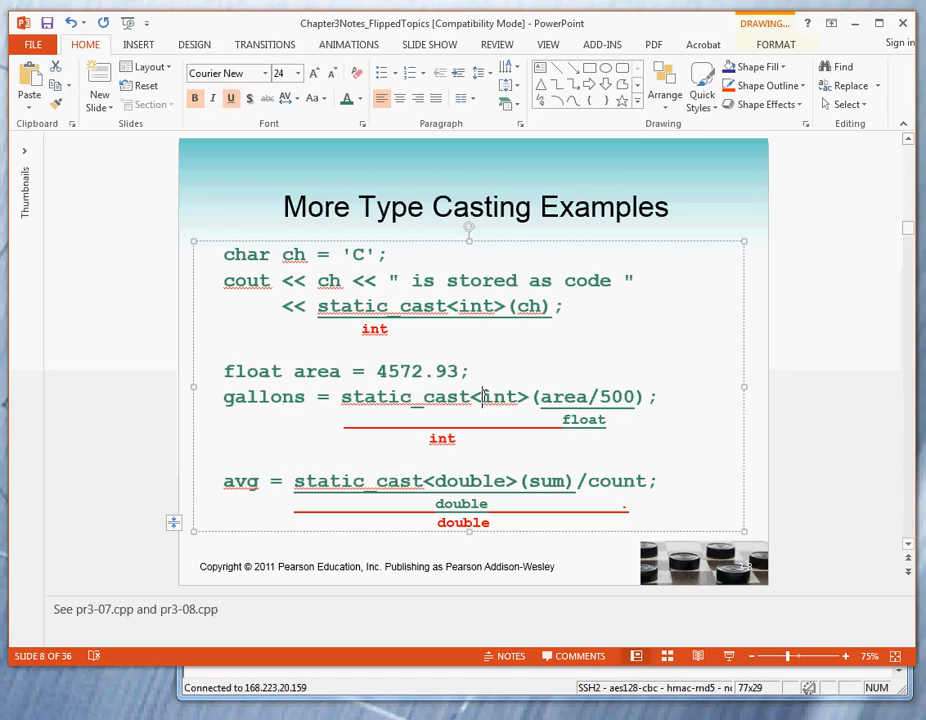 Chapter3Notes_FlippedTopics [Compatibility Mode] - PowerPoint
DRAWING...
FILE HOME INSERT DESIGN TRANSITIONS ANIMATIONS SLIDE SHOW REVIEW VIEW ADD-INS PDF Acrobat FORMAT Sign in
Paste
New
Slide
Layout
Reset
Section
Courier New 24
B I U S abc AV Aa A
Arrange
Quick
Styles
Shape Fill
Shape Outline
Shape Effects
Find
Replace
Select
Clipboard Slides Font Paragraph Drawing Editing
Thumbnails
More Type Casting Examples
char ch = 'C';
cout << ch << " is stored as code "
<< static_cast<int>(ch);
int
float area = 4572.93;
gallons = static_cast<int>(area/500);
float
int
avg = static_cast<double>(sum)/count;
double .
double
Copyright © 2011 Pearson Education, Inc. Publishing as Pearson Addison-Wesley
See pr3-07.cpp and pr3-08.cpp
SLIDE 8 OF 36 NOTES COMMENTS 75%
Connected to 168.223.20.159 SSH2 - aes128-cbc - hmac-md5 - 77x29 NUM